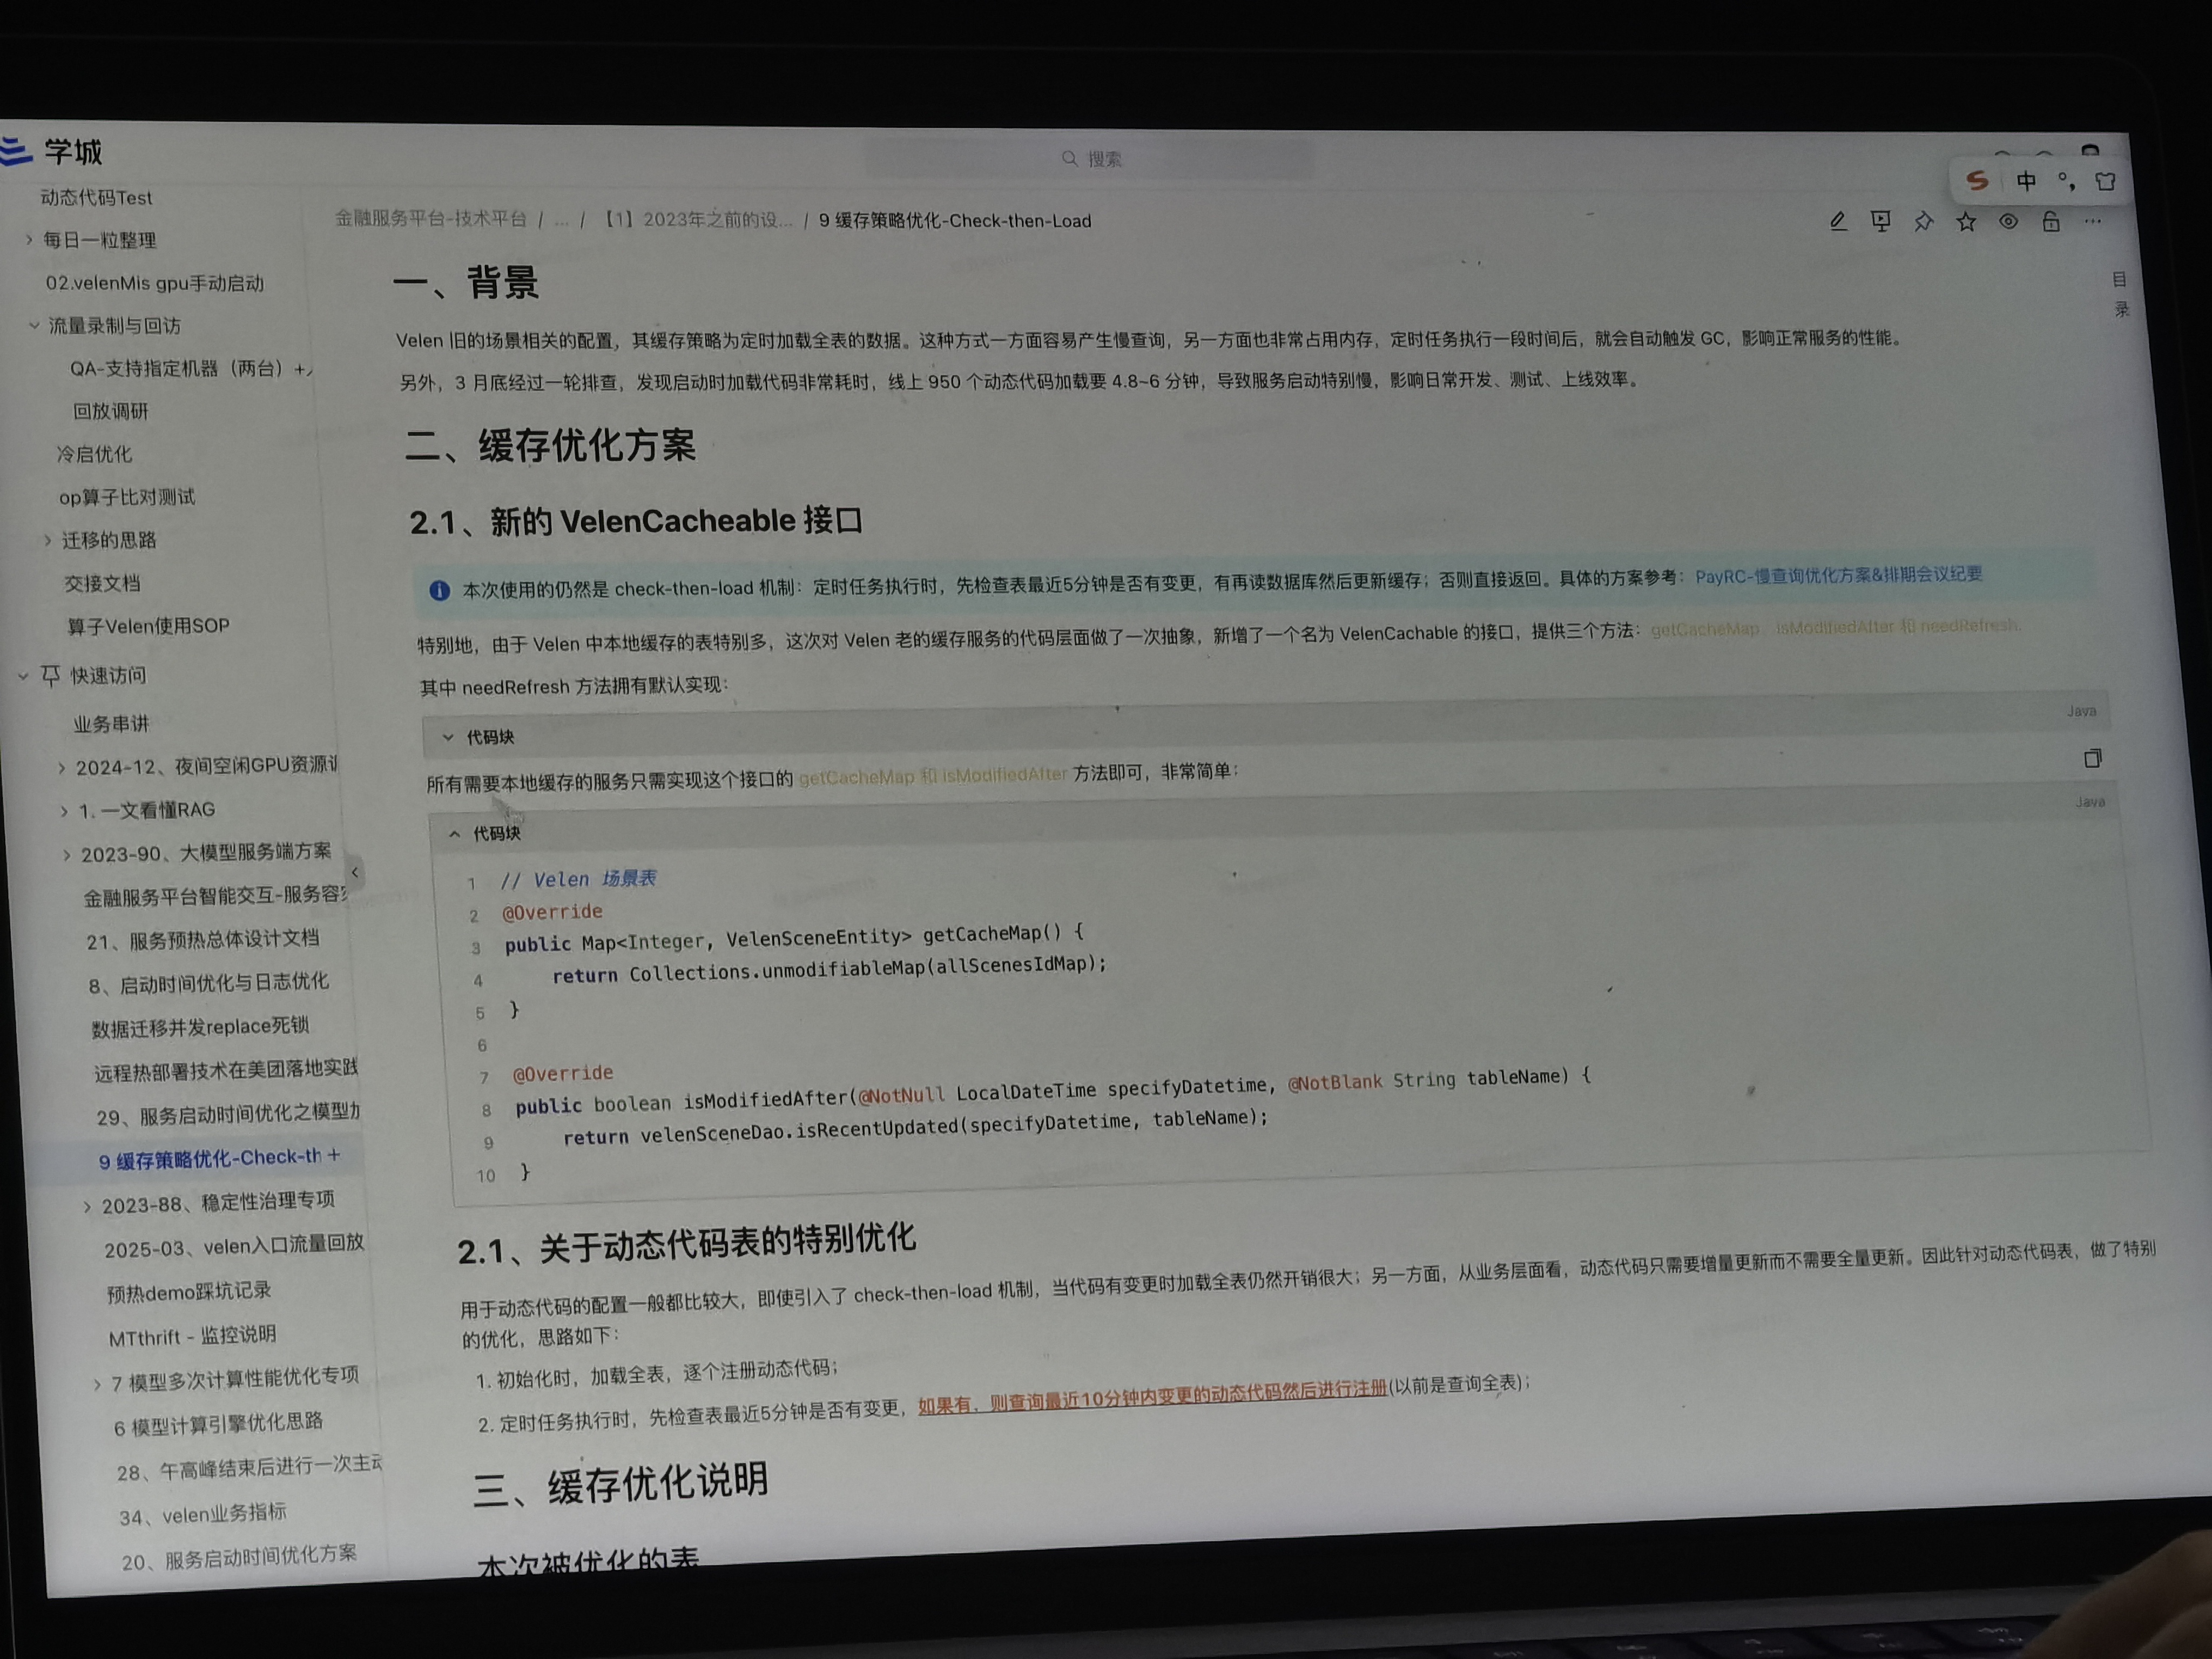 学城
搜索
中
动态代码Test
每日一粒整理
02.velenMis gpu手动启动
流量录制与回访
QA-支持指定机器（两台）+
回放调研
冷启优化
op算子比对测试
迁移的思路
交接文档
算子Velen使用SOP
快速访问
业务串讲
2024-12、夜间空闲GPU资源
1. 一文看懂RAG
2023-90、大模型服务端方案
金融服务平台智能交互-服务容
21、服务预热总体设计文档
8、启动时间优化与日志优化
数据迁移并发replace死锁
远程热部署技术在美团落地实践
29、服务启动时间优化之模型加
9 缓存策略优化-Check-th +
2023-88、稳定性治理专项
2025-03、velen入口流量回放
预热demo踩坑记录
MTthrift - 监控说明
7 模型多次计算性能优化专项
6 模型计算引擎优化思路
28、午高峰结束后进行一次主动
34、velen业务指标
20、服务启动时间优化方案
金融服务平台-技术平台 / ... / 【1】2023年之前的设... / 9 缓存策略优化-Check-then-Load
目录
一、背景
Velen 旧的场景相关的配置，其缓存策略为定时加载全表的数据。这种方式一方面容易产生慢查询，另一方面也非常占用内存，定时任务执行一段时间后，就会自动触发 GC，影响正常服务的性能。
另外，3 月底经过一轮排查，发现启动时加载代码非常耗时，线上 950 个动态代码加载要 4.8~6 分钟，导致服务启动特别慢，影响日常开发、测试、上线效率。
二、缓存优化方案
2.1、新的 VelenCacheable 接口
本次使用的仍然是 check-then-load 机制：定时任务执行时，先检查表最近5分钟是否有变更，有再读数据库然后更新缓存；否则直接返回。具体的方案参考：PayRC-慢查询优化方案&排期会议纪要
特别地，由于 Velen 中本地缓存的表特别多，这次对 Velen 老的缓存服务的代码层面做了一次抽象，新增了一个名为 VelenCachable 的接口，提供三个方法：getCacheMap、isModifiedAfter 和 needRefresh.
其中 needRefresh 方法拥有默认实现：
代码块
Java
所有需要本地缓存的服务只需实现这个接口的 getCacheMap 和 isModifiedAfter 方法即可，非常简单：
代码块
Java
1 // Velen 场景表
2 @Override
3 public Map<Integer, VelenSceneEntity> getCacheMap() {
4 return Collections.unmodifiableMap(allScenesIdMap);
5 }
6
7 @Override
8 public boolean isModifiedAfter(@NotNull LocalDateTime specifyDatetime, @NotBlank String tableName) {
9 return velenSceneDao.isRecentUpdated(specifyDatetime, tableName);
10 }
2.1、关于动态代码表的特别优化
用于动态代码的配置一般都比较大，即使引入了 check-then-load 机制，当代码有变更时加载全表仍然开销很大；另一方面，从业务层面看，动态代码只需要增量更新而不需要全量更新。因此针对动态代码表，做了特别
的优化，思路如下：
1. 初始化时，加载全表，逐个注册动态代码；
2. 定时任务执行时，先检查表最近5分钟是否有变更，如果有，则查询最近10分钟内变更的动态代码然后进行注册(以前是查询全表)；
三、缓存优化说明
本次被优化的表